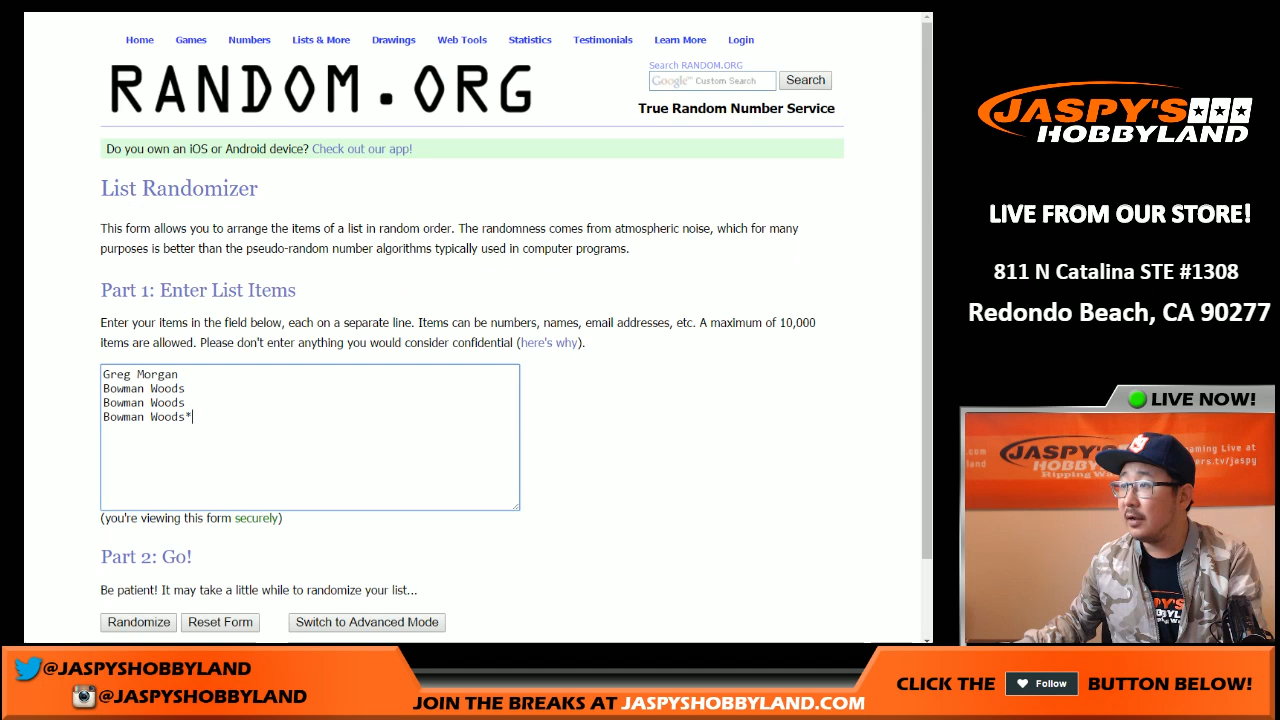 Home Games Numbers Lists & More Drawings Web Tools Statistics Testimonials Learn More Login
RANDOM.ORG
Search RANDOM.ORG
Google™ Custom Search
Search
True Random Number Service
Do you own an iOS or Android device? Check out our app!
List Randomizer
This form allows you to arrange the items of a list in random order. The randomness comes from atmospheric noise, which for many
purposes is better than the pseudo-random number algorithms typically used in computer programs.
Part 1: Enter List Items
Enter your items in the field below, each on a separate line. Items can be numbers, names, email addresses, etc. A maximum of 10,000
items are allowed. Please don't enter anything you would consider confidential (here's why).
Greg Morgan
Bowman Woods
Bowman Woods
Bowman Woods*
(you're viewing this form securely)
Part 2: Go!
Be patient! It may take a little while to randomize your list...
Randomize Reset Form Switch to Advanced Mode
JASPY'S
HOBBYLAND
LIVE FROM OUR STORE!
811 N Catalina STE #1308
Redondo Beach, CA 90277
LIVE NOW!
JASPY'S
HOBBYLAND
@JASPYSHOBBYLAND
@JASPYSHOBBYLAND
JOIN THE BREAKS AT JASPYSHOBBYLAND.COM
CLICK THE Follow BUTTON BELOW!